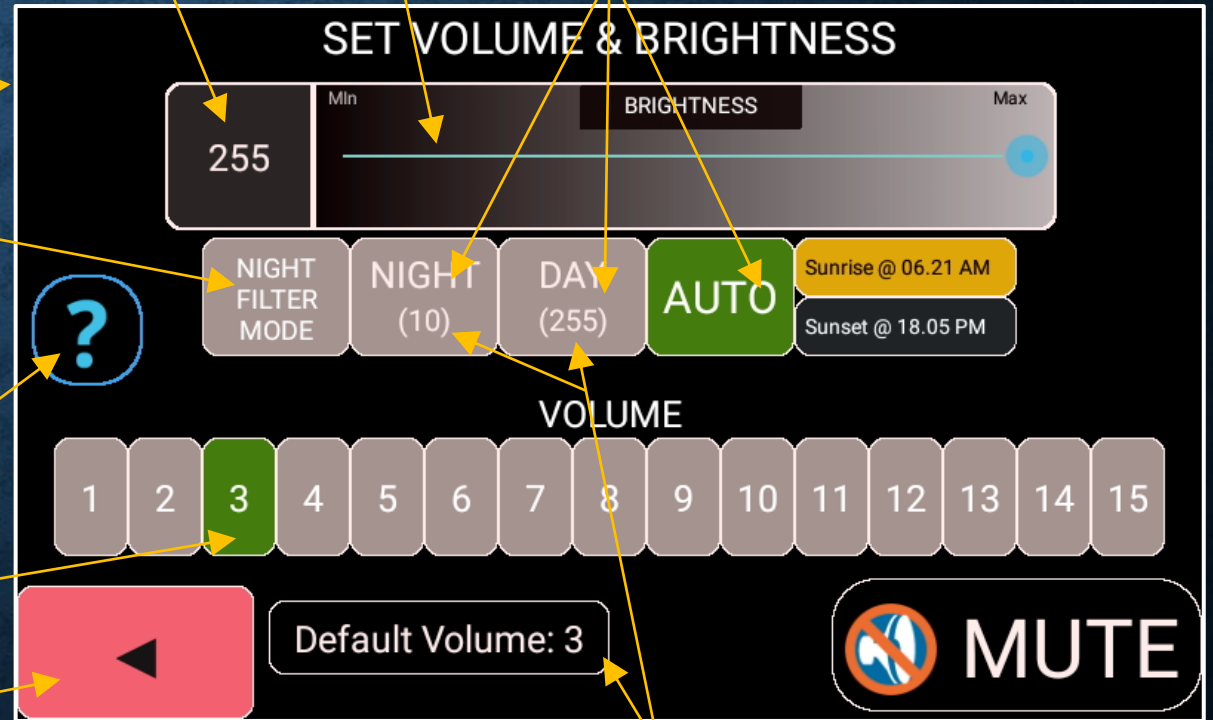 SET VOLUME & BRIGHTNESS
MIn
BRIGHTNESS
Max
255
NIGHT
FILTER
MODE
NIGHT
(10)
DAY
(255)
AUTO
Sunrise @ 06.21 AM
Sunset @ 18.05 PM
?
VOLUME
1 2 3 4 5 6 7 8 9 10 11 12 13 14 15
Default Volume: 3
MUTE